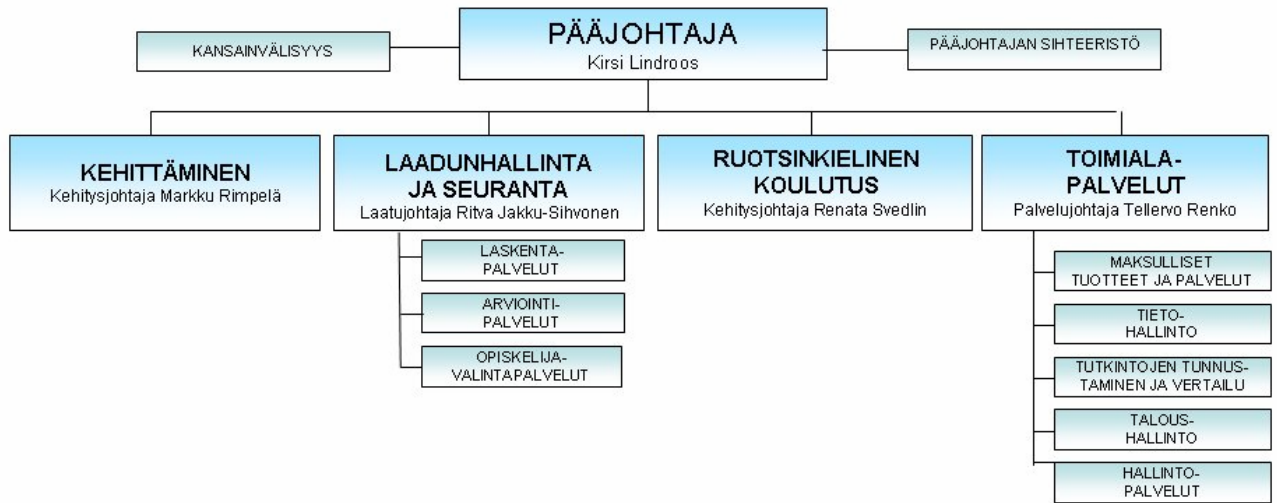 PÄÄJOHTAJA
Kirsi Lindroos
KANSAINVÄLISYYS
PÄÄJOHTAJAN SIHTEERISTÖ
KEHITTÄMINEN
Kehitysjohtaja Markku Rimpelä
LAADUNHALLINTA
JA SEURANTA
Laatujohtaja Ritva Jakku-Sihvonen
LASKENTA-
PALVELUT
ARVIOINTI-
PALVELUT
OPISKELIJA-
VALINTAPALVELUT
RUOTSINKIELINEN
KOULUTUS
Kehitysjohtaja Renata Svedlin
TOIMIALA-
PALVELUT
Palvelujohtaja Tellervo Renko
MAKSULLISET
TUOTTEET JA PALVELUT
TIETO-
HALLINTO
TUTKINTOJEN TUNNUS-
TAMINEN JA VERTAILU
TALOUS-
HALLINTO
HALLINTO-
PALVELUT